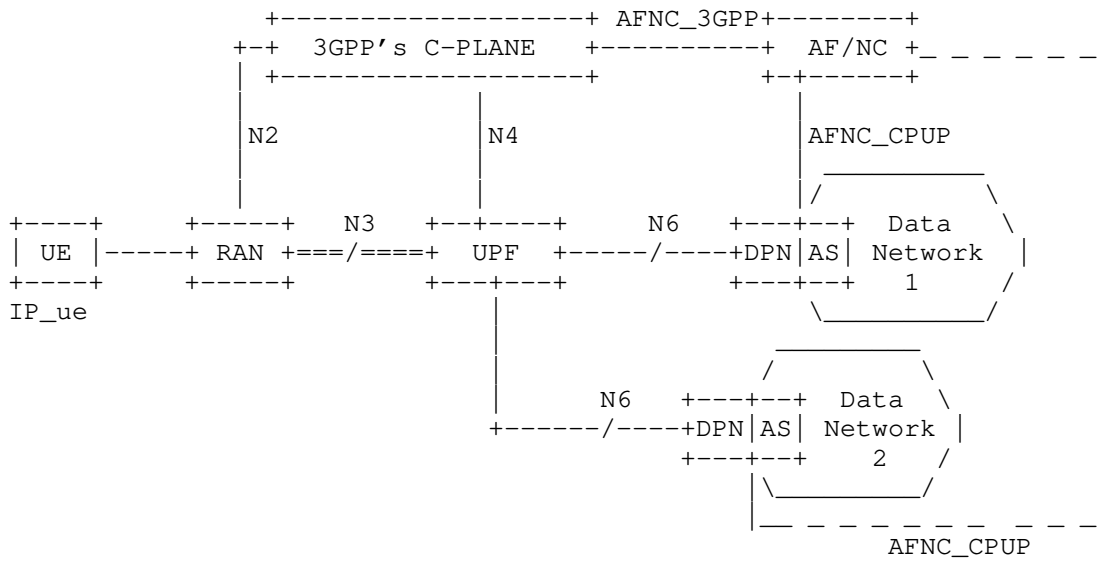 AFNC_3GPP
3GPP's C-PLANE AF/NC
N2 N4 AFNC_CPUP
N3 N6 Data
UE RAN UPF DPN AS Network
1
IP_ue
N6 Data
DPN AS Network
2
AFNC_CPUP